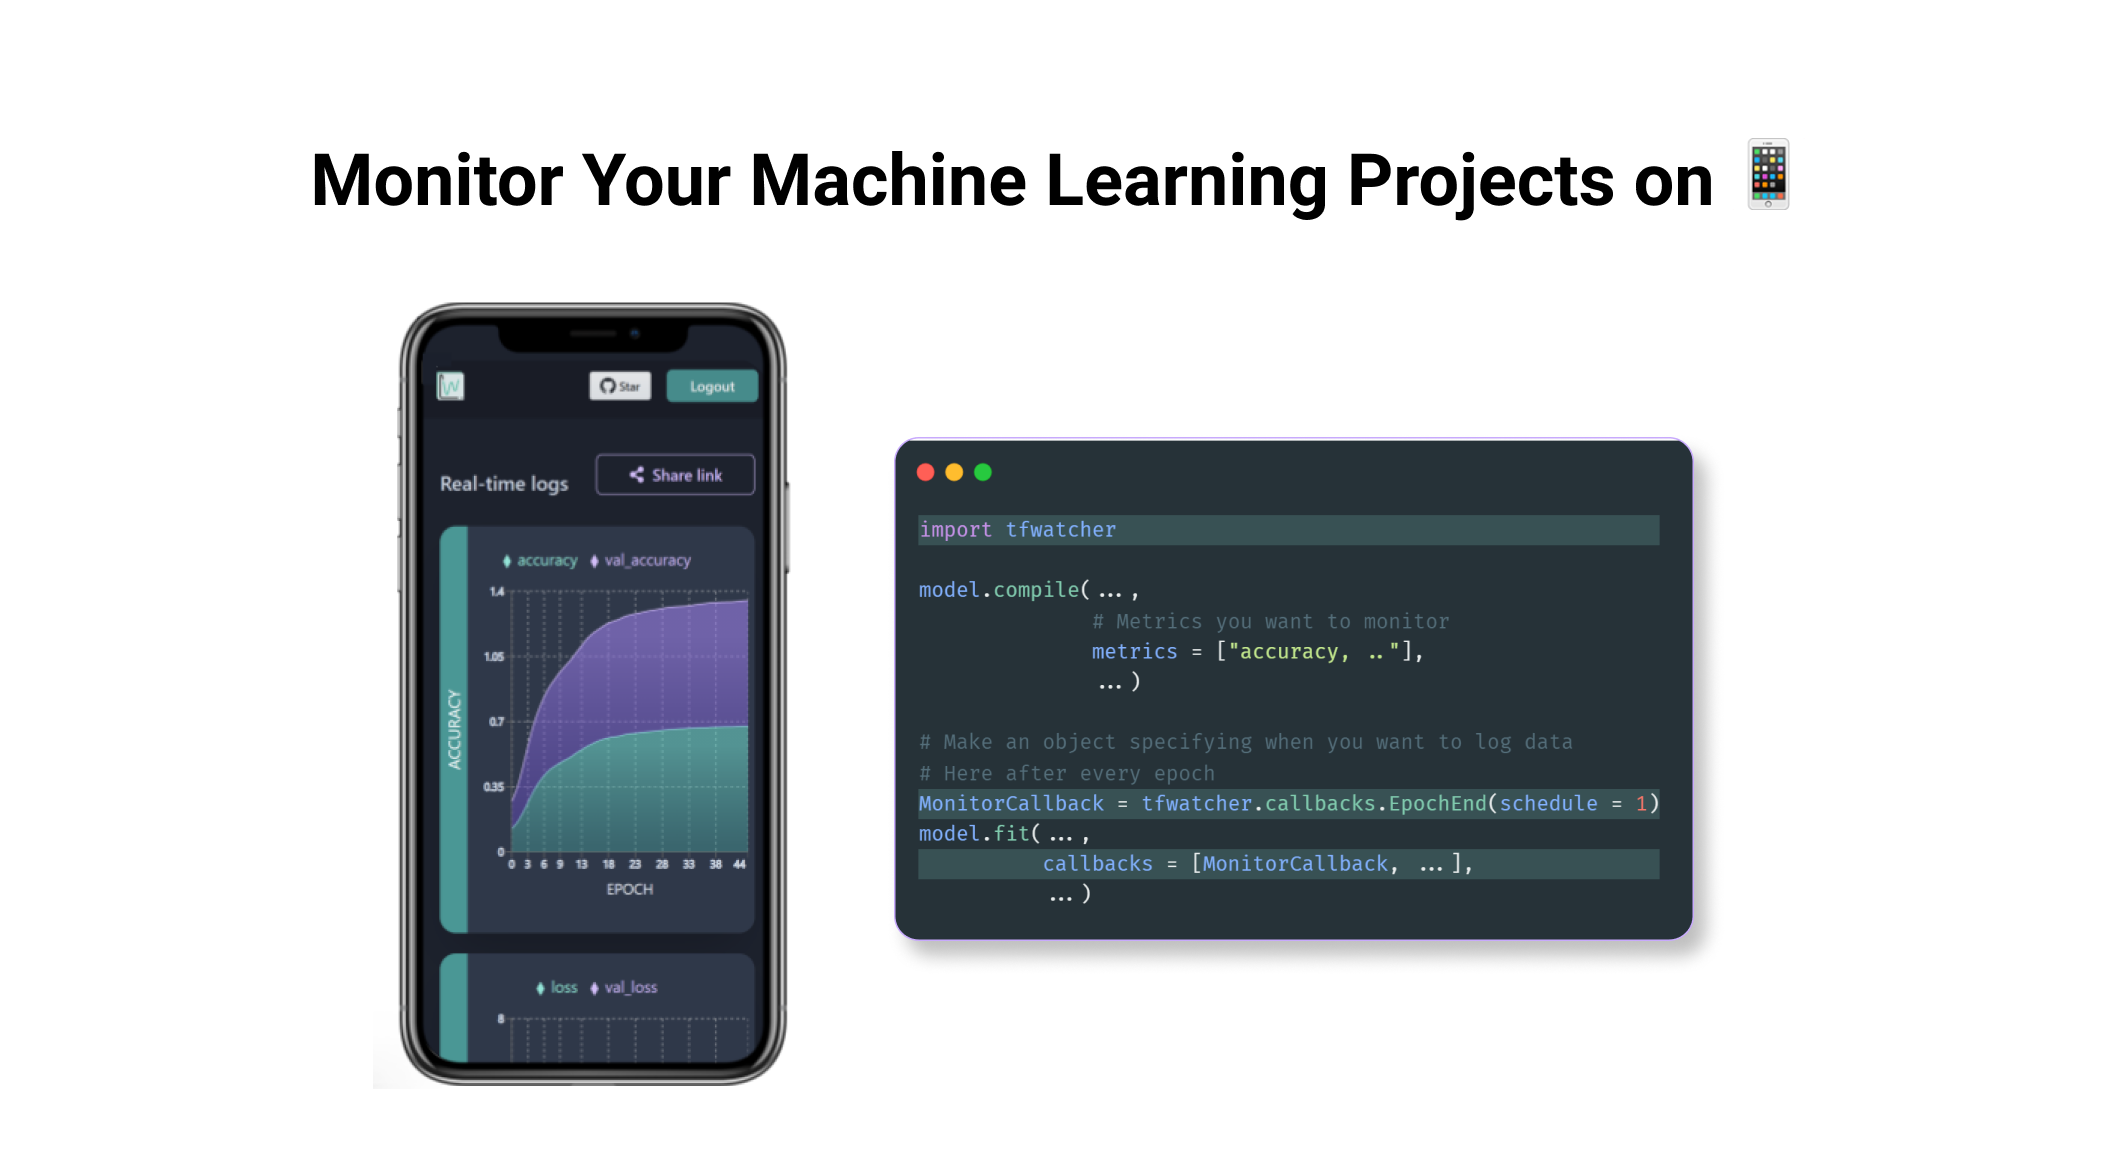 Monitor Your Machine Learning Projects on 📱
Star
Logout
Real-time logs
Share link
accuracy
val_accuracy
1.4
1.05
0.7
0.35
0
0 3 6 9 13 18 23 28 33 38 44
EPOCH
ACCURACY
loss
val_loss
8
import tfwatcher
model.compile(...,
# Metrics you want to monitor
metrics = ["accuracy, .."],
...)
# Make an object specifying when you want to log data
# Here after every epoch
MonitorCallback = tfwatcher.callbacks.EpochEnd(schedule = 1)
model.fit(...,
callbacks = [MonitorCallback, ...],
...)